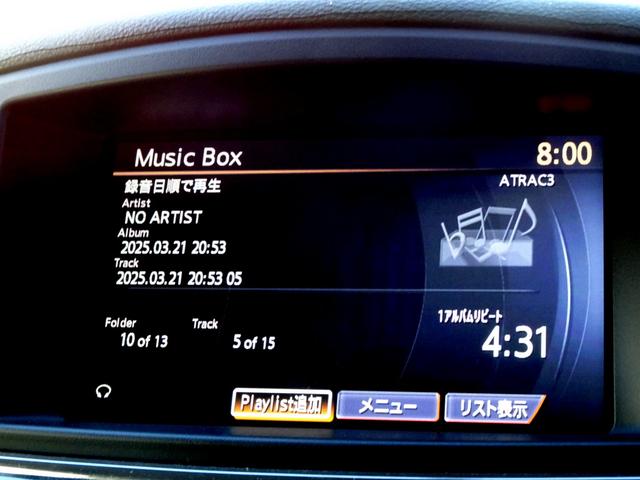 Music Box
8:00
録音日順で再生
ATRAC3
Artist
NO ARTIST
Album
2025.03.21 20:53
Track
2025.03.21 20:53 05
Folder
Track
1アルバムリピート
10 of 13
5 of 15
4:31
Playlist追加
メニュー
リスト表示